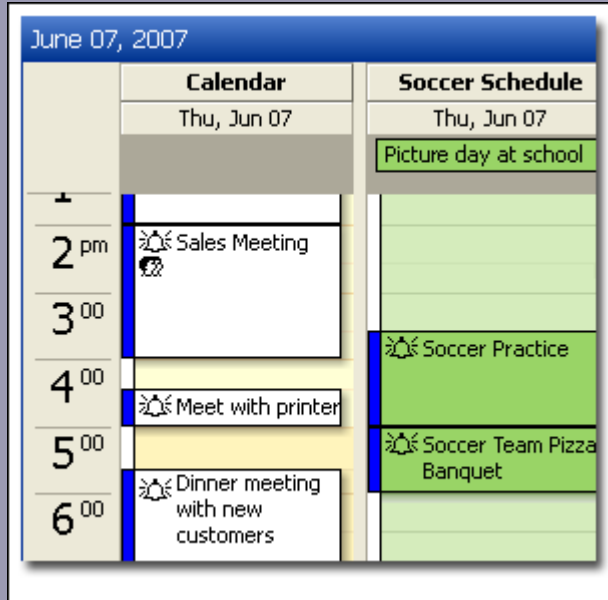 June 07, 2007
Calendar
Soccer Schedule
Thu, Jun 07
Thu, Jun 07
Picture day at school
2 pm
Sales Meeting
3 00
Soccer Practice
4 00
Meet with printer
5 00
Soccer Team Pizza
Banquet
Dinner meeting
with new
customers
6 00